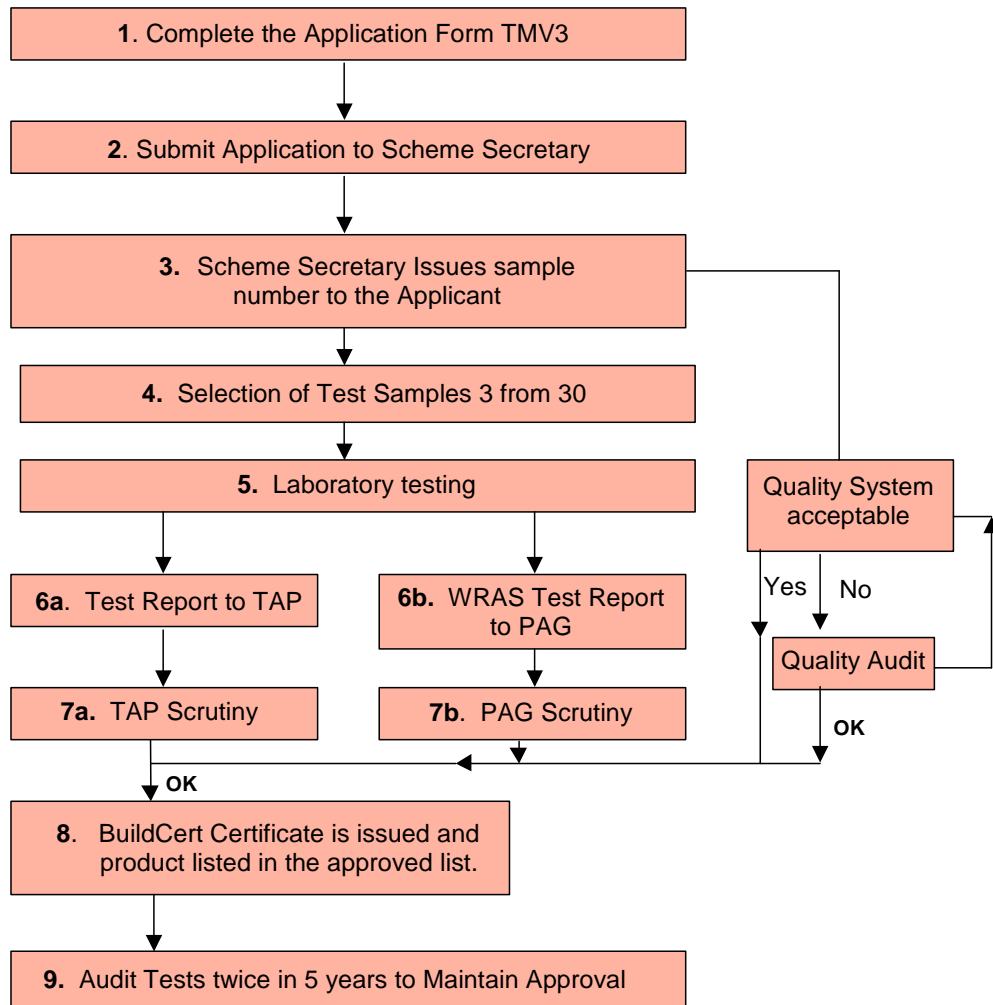 1. Complete the Application Form TMV3
2. Submit Application to Scheme Secretary
3. Scheme Secretary Issues sample
number to the Applicant
4. Selection of Test Samples 3 from 30
5. Laboratory testing
Quality System
acceptable
6a. Test Report to TAP
6b. WRAS Test Report
to PAG
Yes
No
Quality Audit
7a. TAP Scrutiny
7b. PAG Scrutiny
OK
OK
8. BuildCert Certificate is issued and
product listed in the approved list.
9. Audit Tests twice in 5 years to Maintain Approval